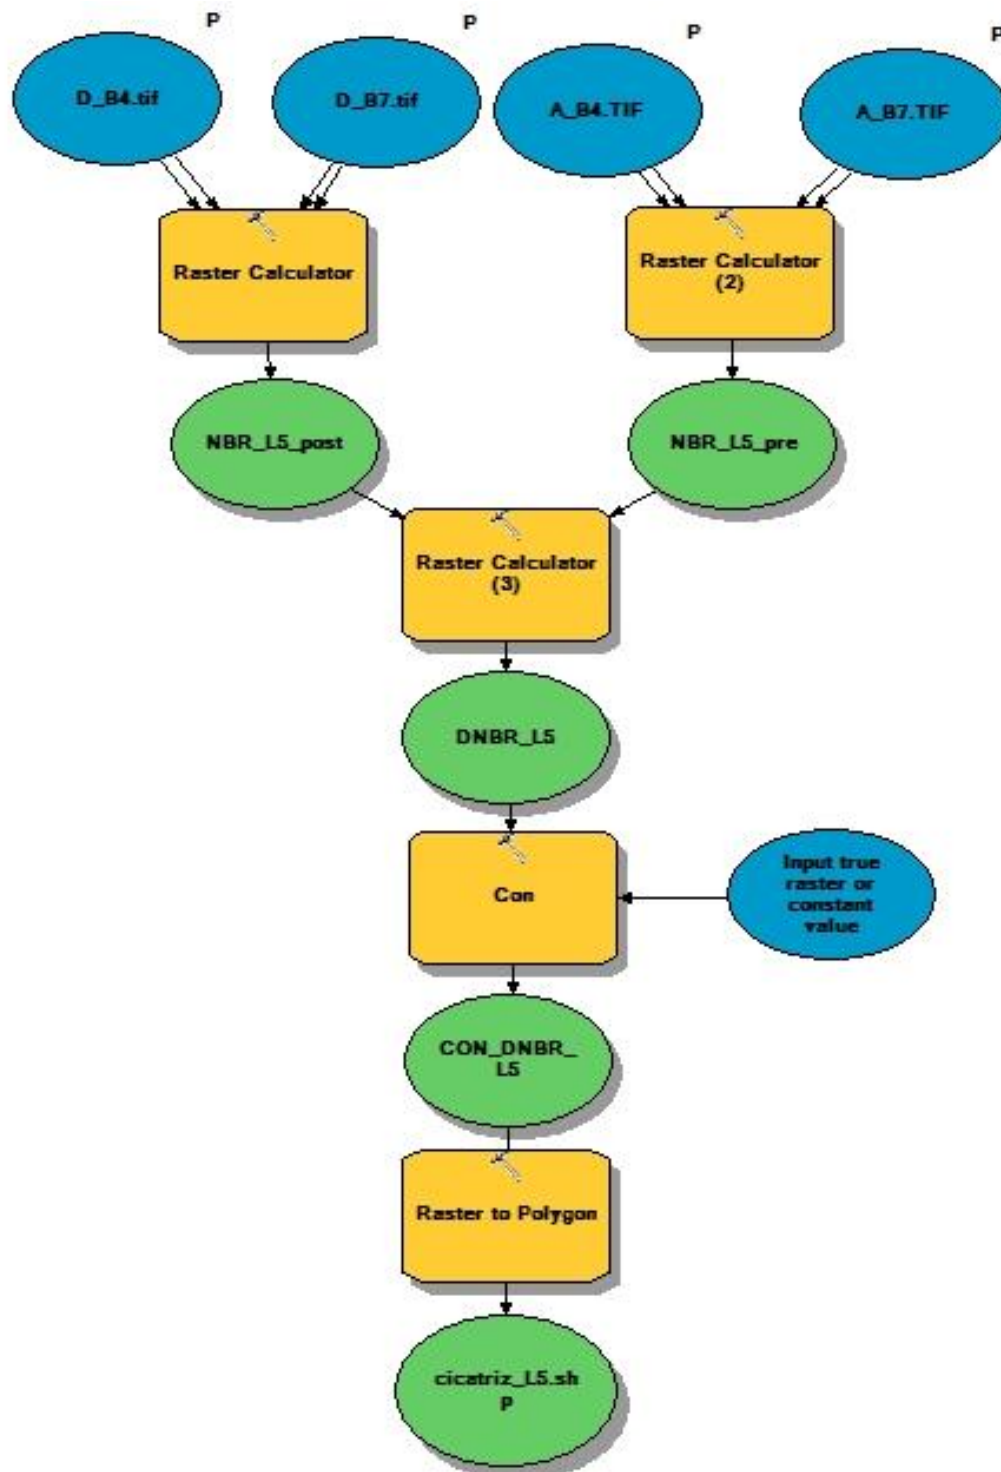 P
P
P
P
D_B4.tif
D_B7.tif
A_B4.TIF
A_B7.TIF
Raster Calculator
Raster Calculator
(2)
NBR_L5_post
NBR_L5_pre
Raster Calculator
(3)
DNBR_L5
Con
Input true
raster or
constant
value
CON_DNBR_
L5
Raster to Polygon
cicatriz_L5.sh
p